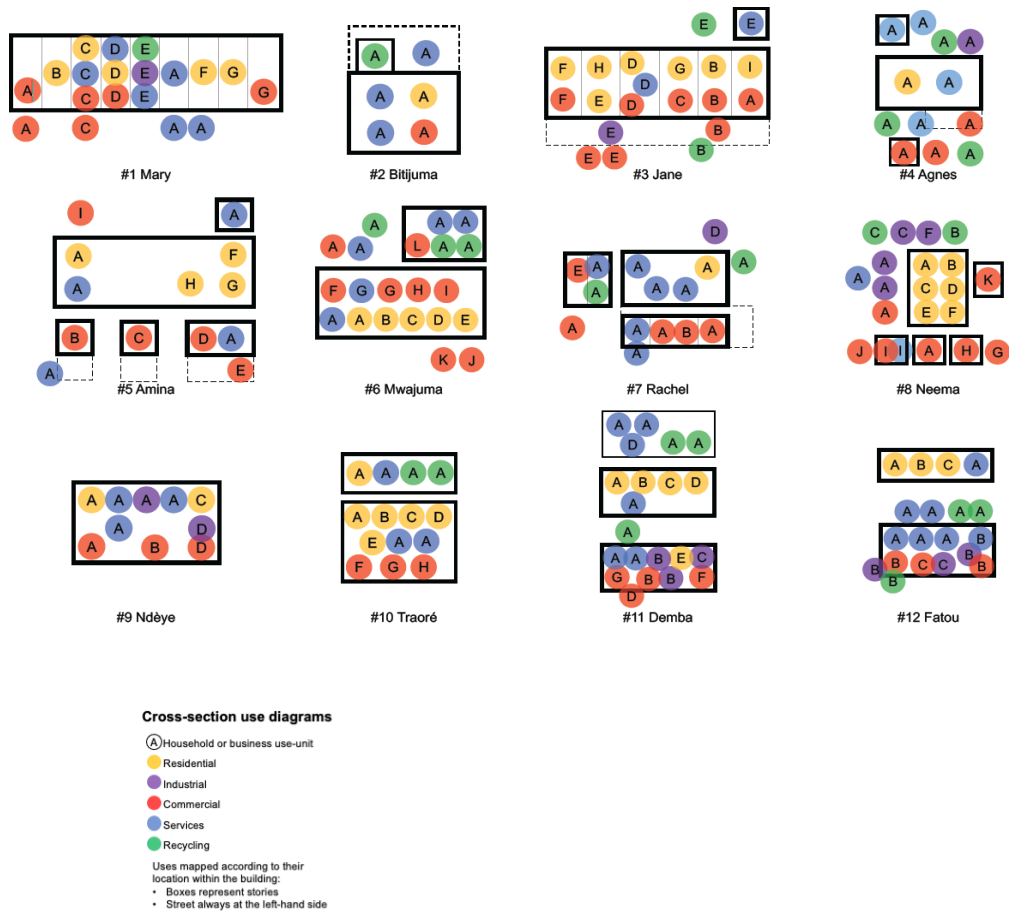 C D E
B C D E A F G
A C D E G
A C A A
#1 Mary
A A
A A
A A
#2 Bitijuma
E E
F H D G B I
D
F E D C B A
E B
E E B
#3 Jane
A A A A
A A
A A A
A A A
#4 Agnes
I A
A F
A H G
B C D A
A E
#5 Amina
A A A
A A L A A
F G G H I
A A B C D E
K J
#6 Mwajuma
D
E A A A A
A A A
A A A B A
A
#7 Rachel
C C F B
A A A B K
A C D
A E F
J I I A H G
#8 Neema
A A A A C
A D
A B D
#9 Ndèye
A A A A
A B C D
E A A
F G H
#10 Traoré
A A
D A A
A B C D
A
A
A A B E C
G B B F
D
#11 Demba
A B C A
A A A A
A A A B
B B C C B B
B
#12 Fatou
Cross-section use diagrams
A Household or business use-unit
Residential
Industrial
Commercial
Services
Recycling
Uses mapped according to their
location within the building:
• Boxes represent stories
• Street always at the left-hand side